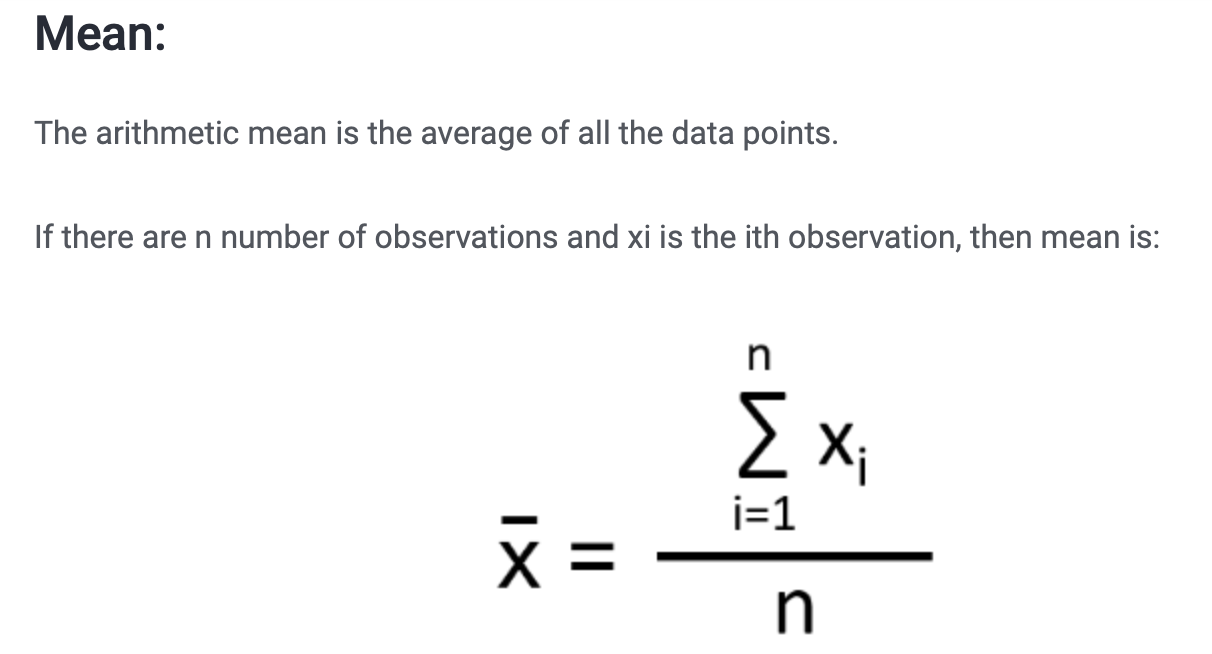 Mean:
The arithmetic mean is the average of all the data points.
If there are n number of observations and xi is the ith observation, then mean is:
n
∑ xᵢ
i=1
x̄ =
n